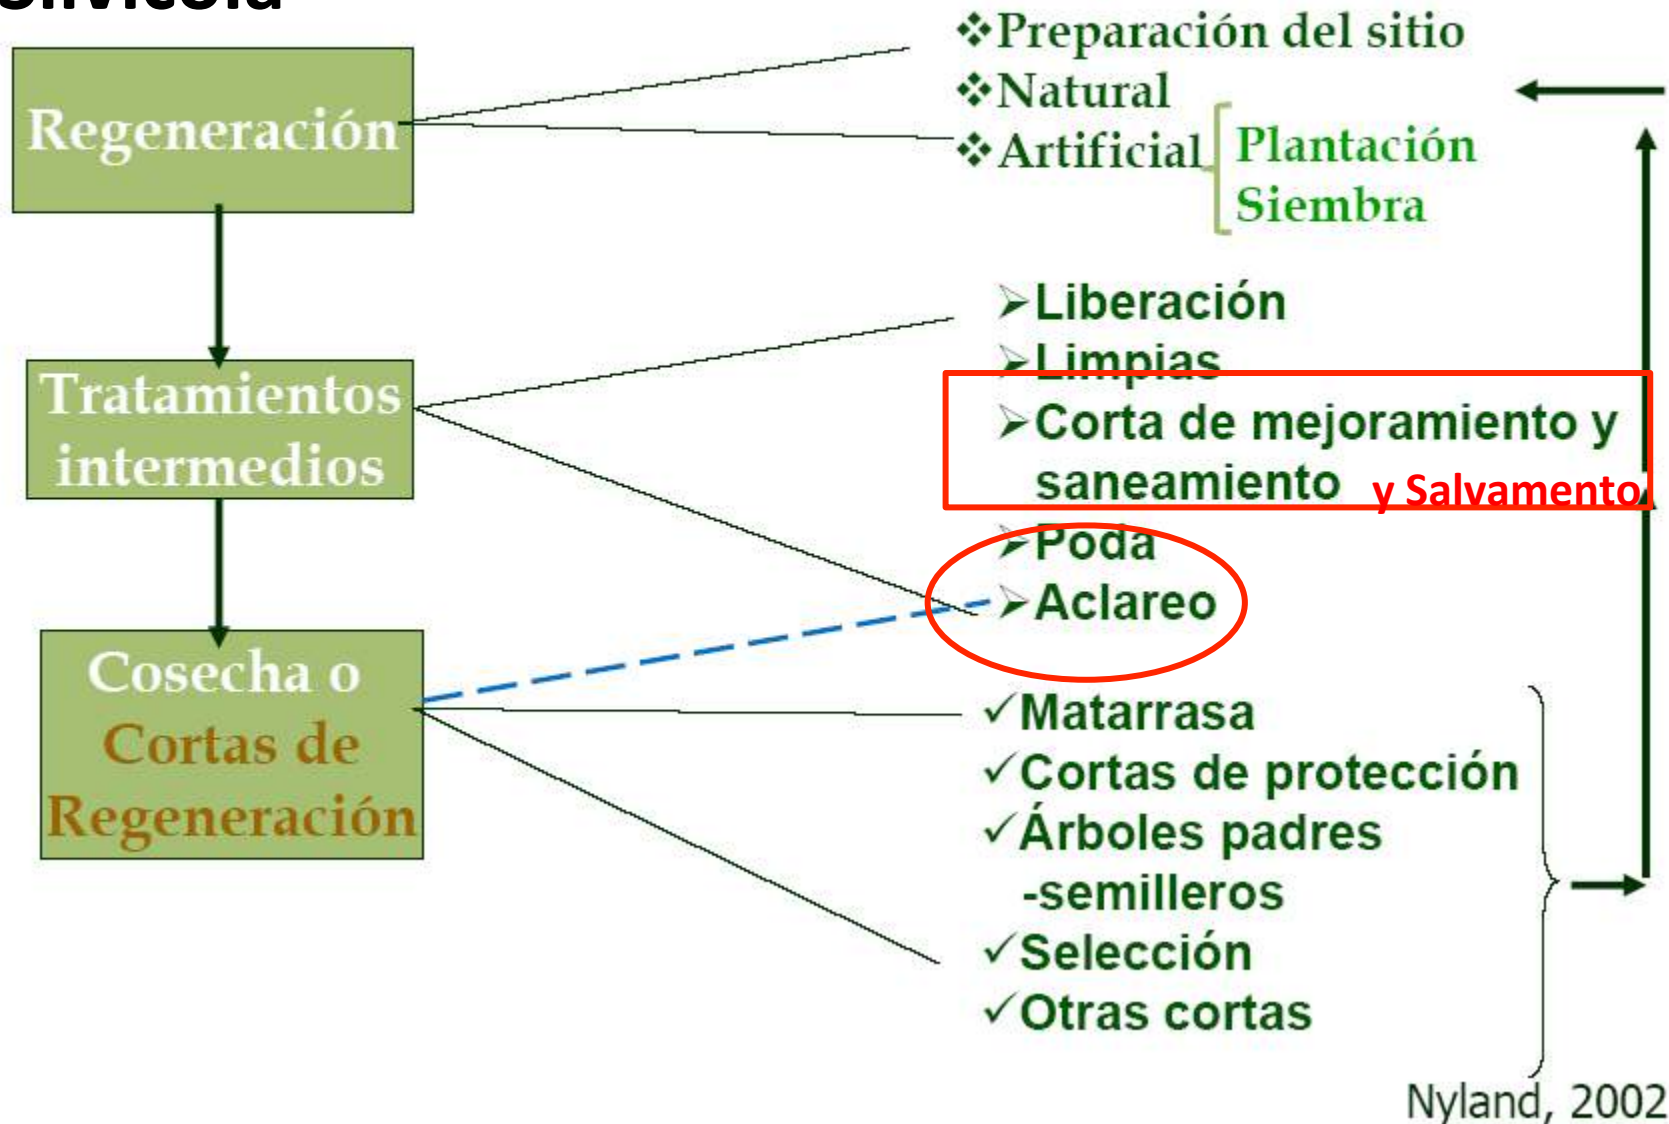 Silvícola
Regeneración
❖Preparación del sitio
❖Natural
❖Artificial
Plantación
Siembra
Tratamientos
intermedios
➢Liberación
➢Limpias
➢Corta de mejoramiento y
saneamiento y Salvamento
➢Poda
➢Aclareo
Cosecha o
Cortas de
Regeneración
✓Matarrasa
✓Cortas de protección
✓Árboles padres
-semilleros
✓Selección
✓Otras cortas
Nyland, 2002